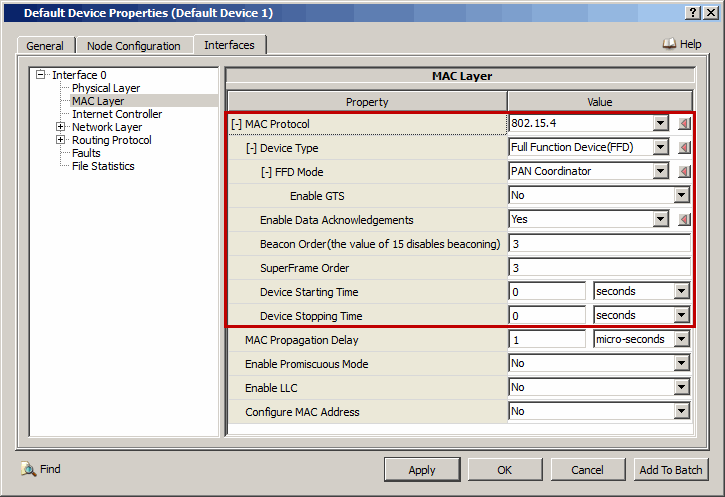 Default Device Properties (Default Device 1)
General Node Configuration Interfaces Help
Interface 0
Physical Layer
MAC Layer
Internet Controller
Network Layer
Routing Protocol
Faults
File Statistics
MAC Layer
Property Value
[-] MAC Protocol 802.15.4
[-] Device Type Full Function Device(FFD)
[-] FFD Mode PAN Coordinator
Enable GTS No
Enable Data Acknowledgements Yes
Beacon Order(the value of 15 disables beaconing) 3
SuperFrame Order 3
Device Starting Time 0 seconds
Device Stopping Time 0 seconds
MAC Propagation Delay 1 micro-seconds
Enable Promiscuous Mode No
Enable LLC No
Configure MAC Address No
Find Apply OK Cancel Add To Batch